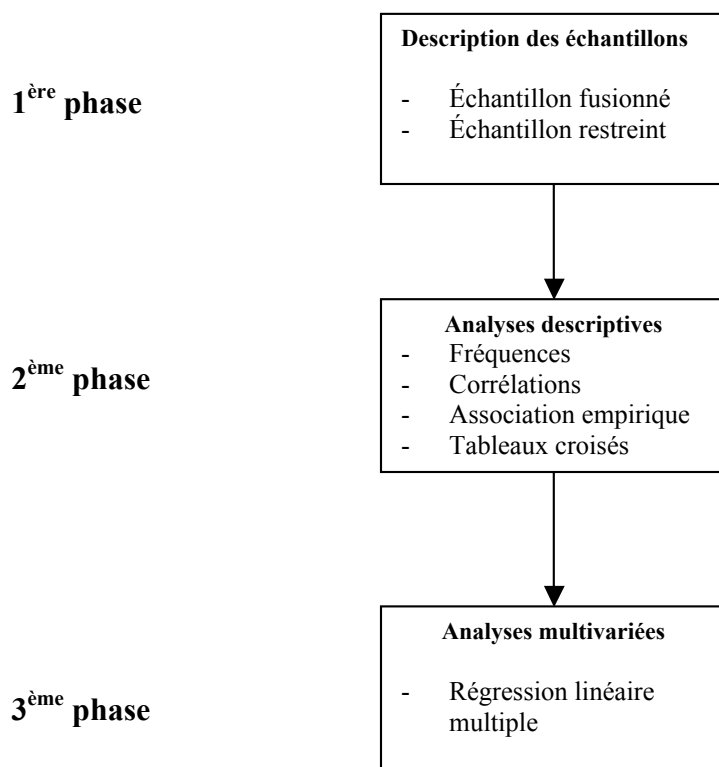 Description des échantillons
1ère phase
- Échantillon fusionné
- Échantillon restreint
Analyses descriptives
- Fréquences
2ème phase
- Corrélations
- Association empirique
- Tableaux croisés
Analyses multivariées
- Régression linéaire
3ème phase
multiple